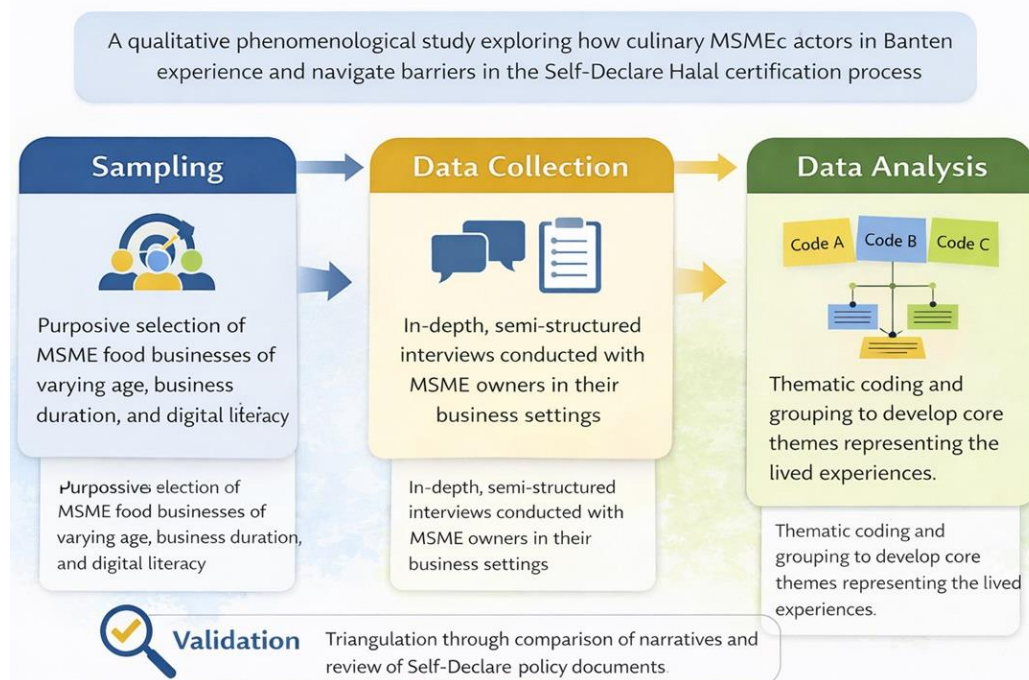 A qualitative phenomenological study exploring how culinary MSMEc actors in Banten
experience and navigate barriers in the Self-Declare Halal certification process
Sampling
Purposive selection of
MSME food businesses of
varying age, business
duration, and digital literacy
Purpossives election of
MSME food businesses of
varying age, business duration,
and digital literacy
Data Collection
In-depth, semi-structured
interviews conducted with
MSME owners in their
business settings
In-depth, semi-structured
interviews conducted with
MSME owners in their
business settings
Data Analysis
Code A
Code B
Code C
Thematic coding and
grouping to develop core
themes representing the
lived experiences.
Thematic coding and
grouping to develop core
themes representing the lived
experiences.
Validation
Triangulation through comparison of narratives and
review of Self-Declare policy documents.